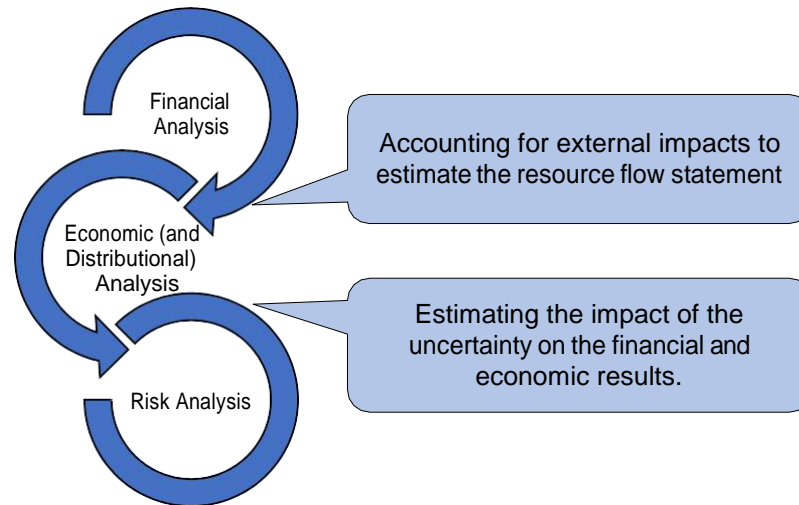 Financial
Analysis
Accounting for external impacts to
estimate the resource flow statement
Economic (and
Distributional)
Analysis
Estimating the impact of the
uncertainty on the financial and
economic results.
Risk Analysis